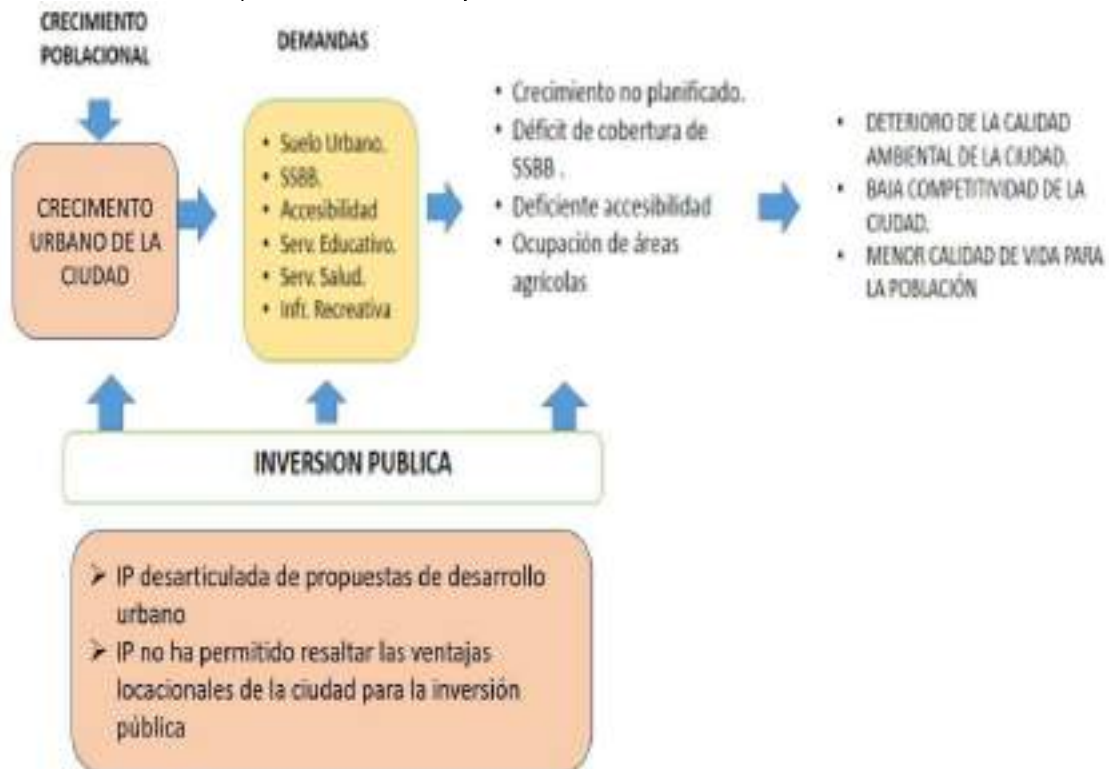 CRECIMIENTO
POBLACIONAL
DEMANDAS
CRECIMENTO
URBANO DE LA
CIUDAD
• Suelo Urbano.
• SSBB.
• Accesibilidad
• Serv. Educativo.
• Serv. Salud.
• Infr. Recreativa
• Crecimiento no planificado.
• Déficit de cobertura de
SSBB .
• Deficiente accesibilidad
• Ocupación de áreas
agrícolas
• DETERIORO DE LA CALIDAD
AMBIENTAL DE LA CIUDAD.
• BAJA COMPETITIVIDAD DE LA
CIUDAD.
• MENOR CALIDAD DE VIDA PARA
LA POBLACIÓN
INVERSION PUBLICA
➢ IP desarticulada de propuestas de desarrollo
urbano
➢ IP no ha permitido resaltar las ventajas
locacionales de la ciudad para la inversión
pública